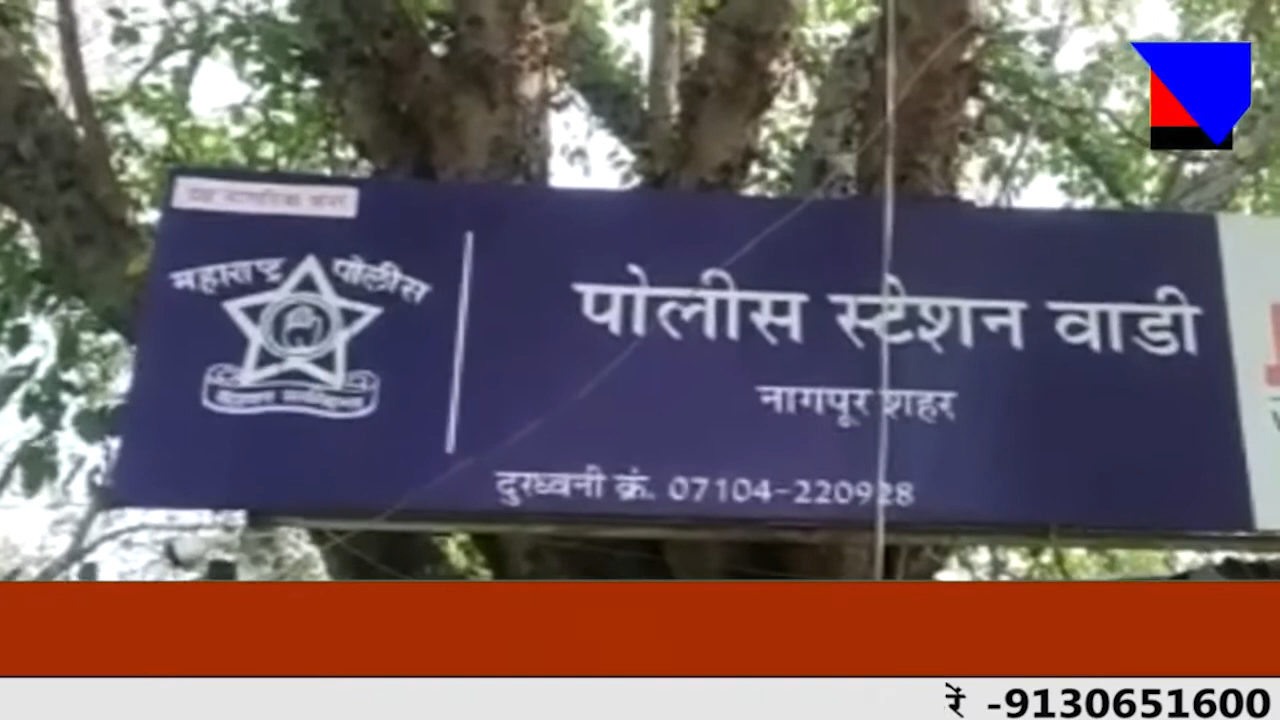 महाराष्ट्र पोलीस
पोलीस स्टेशन वाडी
नागपूर शहर
दुरध्वनी क्रं. 07104-220928
रें -9130651600